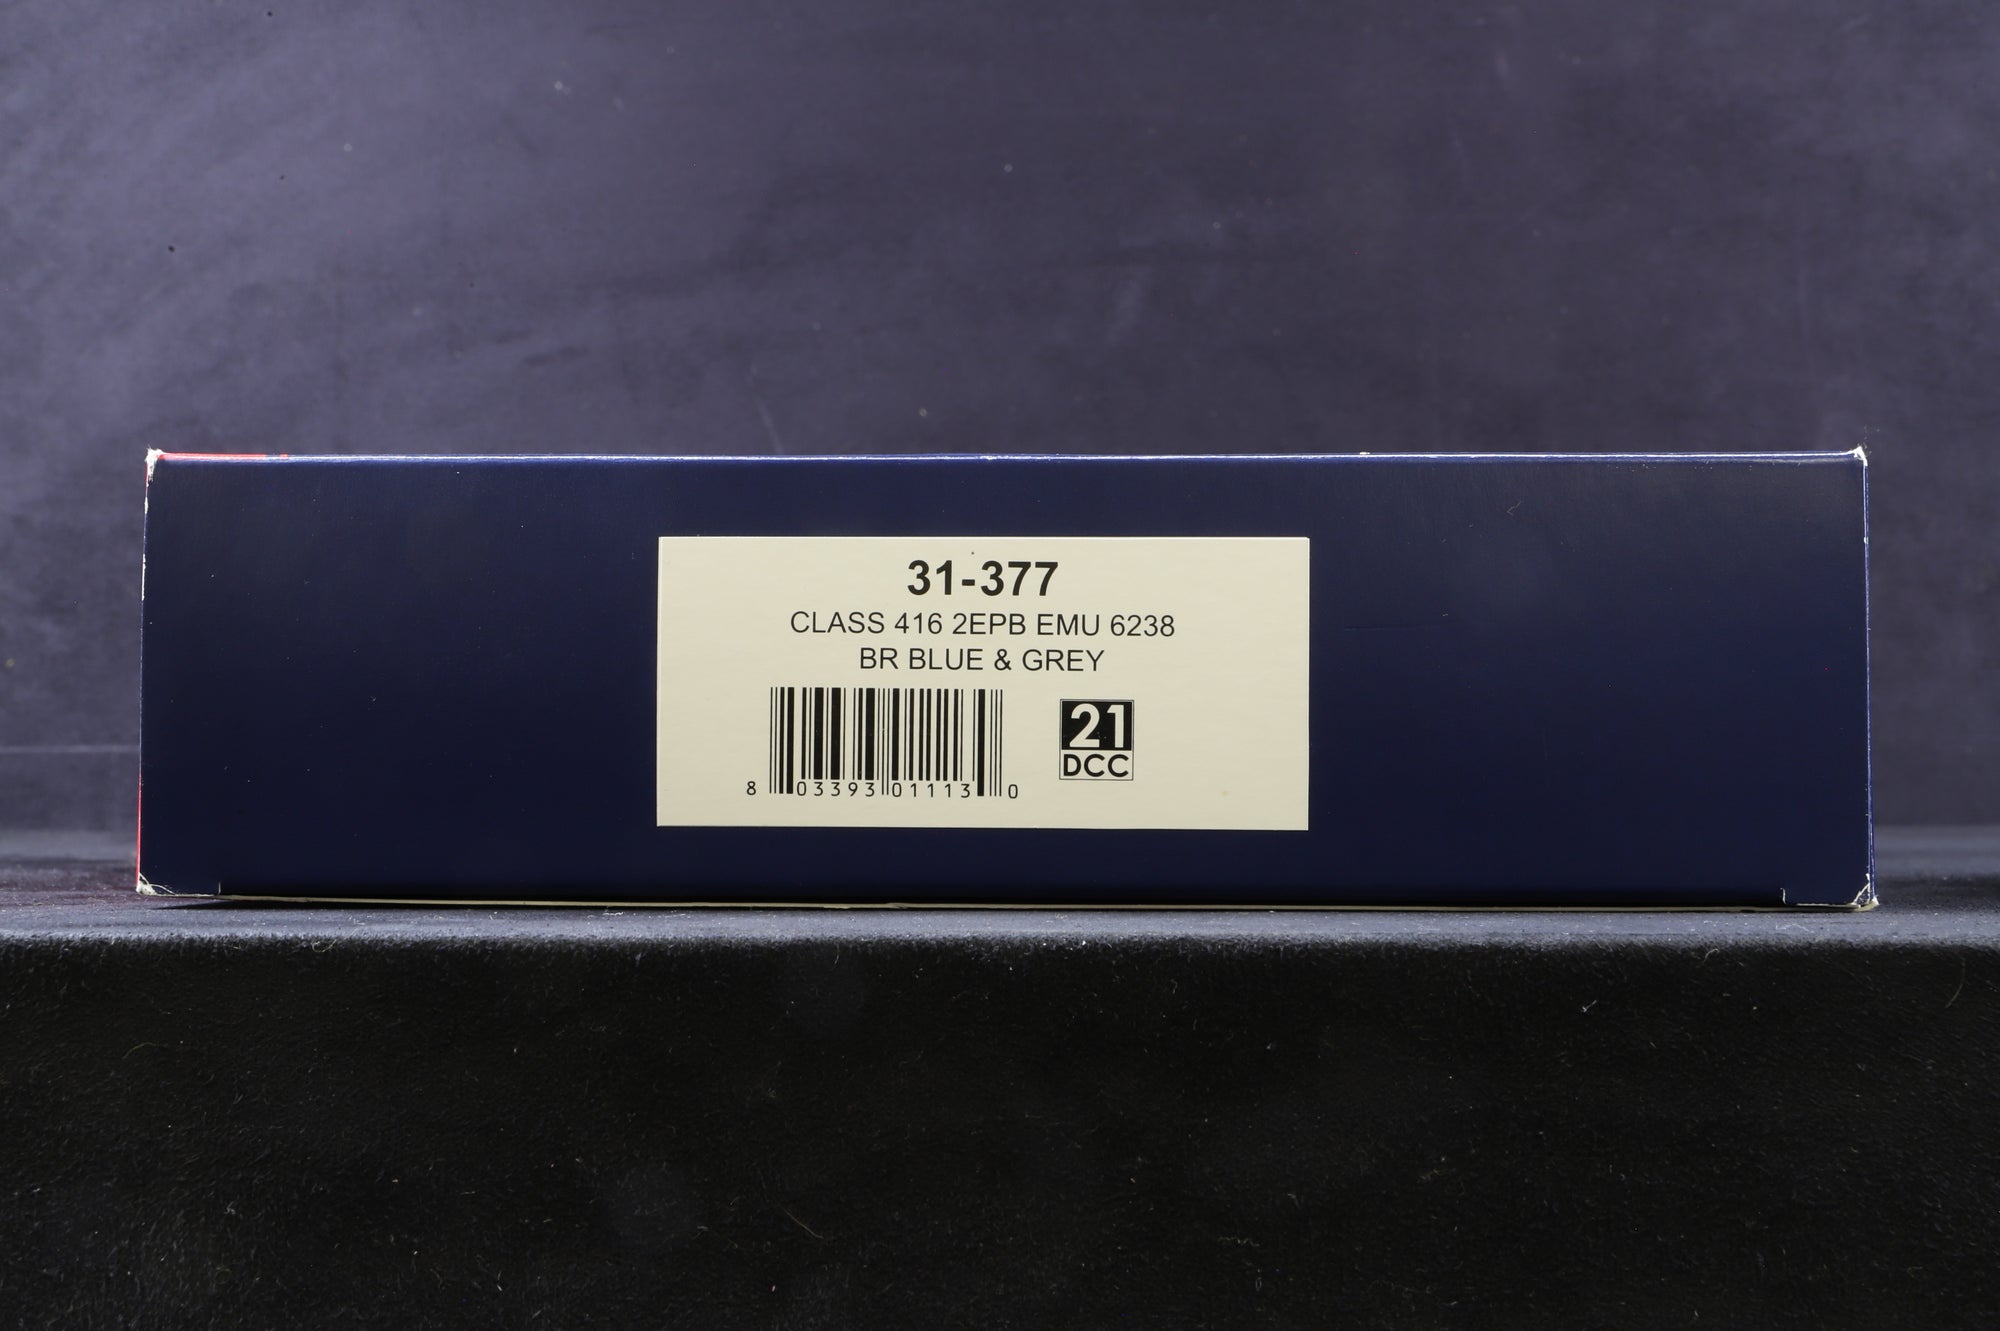 31-377
CLASS 416 2EPB EMU 6238
BR BLUE & GREY
21
DCC
8 03393 01113 0